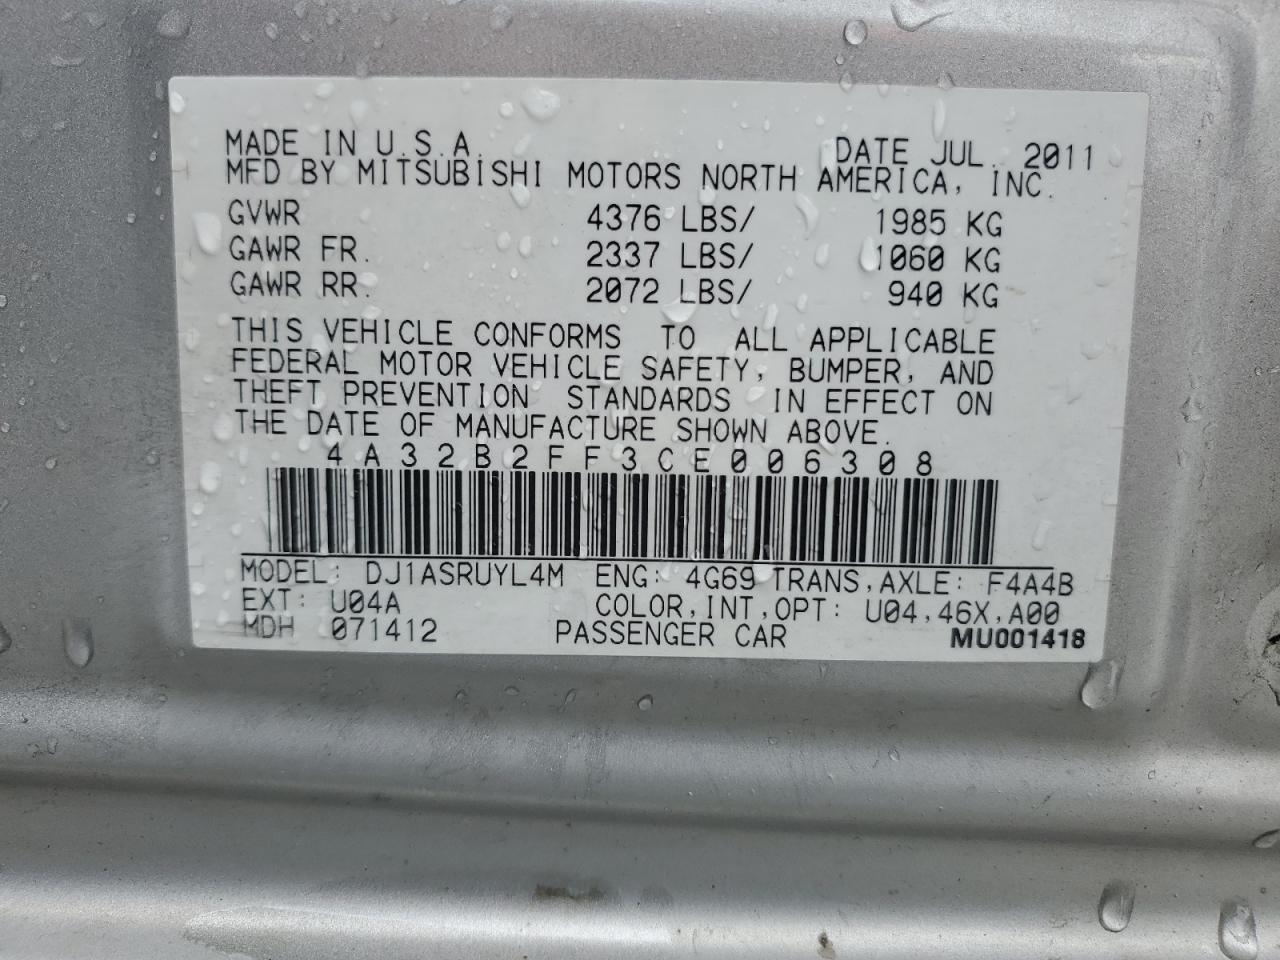 MADE IN U.S.A. DATE JUL. 2011
MFD BY MITSUBISHI MOTORS NORTH AMERICA, INC.
GVWR 4376 LBS/ 1985 KG
GAWR FR. 2337 LBS/ 1060 KG
GAWR RR. 2072 LBS/ 940 KG
THIS VEHICLE CONFORMS TO ALL APPLICABLE
FEDERAL MOTOR VEHICLE SAFETY, BUMPER, AND
THEFT PREVENTION STANDARDS IN EFFECT ON
THE DATE OF MANUFACTURE SHOWN ABOVE.
4A32B2FF3CE006308
MODEL: DJ1ASRUYL4M ENG: 4G69 TRANS,AXLE: F4A4B
EXT: U04A COLOR,INT,OPT: U04,46X,A00
MDH 071412 PASSENGER CAR MU001418